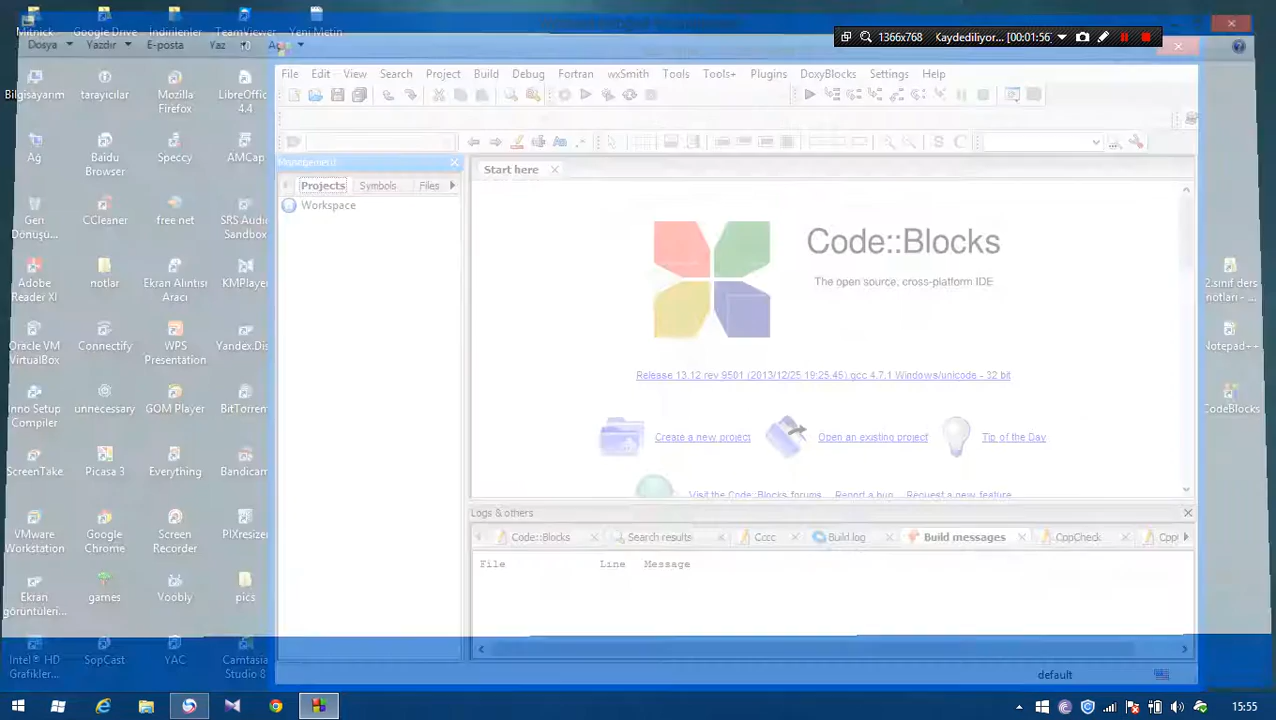 Mitnick Google Drive İndirilenler TeamViewer Yeni Metin
Dosya Yazdır E-posta Yaz
1366x768 Kaydediliyor... [00:01:56]
File Edit View Search Project Build Debug Fortran wxSmith Tools Tools+ Plugins DoxyBlocks Settings Help
Bilgisayarım tarayıcılar Mozilla Firefox LibreOffic 4.4
Ağ Baidu Browser Speccy AMCap
Management
Start here
Projects Symbols Files
Workspace
Geri Dönüşü... CCleaner free net SRS Audio Sandbox
Code::Blocks
The open source, cross-platform IDE
Adobe Reader XI notlar Ekran Alıntısı Aracı KMPlayer
2.sınıf ders notları - ...
Oracle VM VirtualBox Connectify WPS Presentation Yandex.Dis
Notepad++
Release 13.12 rev 9501 (2013/12/25 19:25:45) gcc 4.7.1 Windows/unicode - 32 bit
Inno Setup Compiler unnecessary GOM Player BitTorrent
CodeBlocks
Create a new project Open an existing project Tip of the Day
ScreenTake Picasa 3 Everything Bandicam
Visit the Code::Blocks forums Report a bug Request a new feature
Logs & others
Code::Blocks Search results Cccc Build log Build messages CppCheck Cpp
VMware Workstation Google Chrome Screen Recorder PIXresizer
File Line Message
Ekran görüntüleri... games Voobly pics
Intel® HD Grafikler... SopCast YAC Camtasia Studio 8
default
15:55